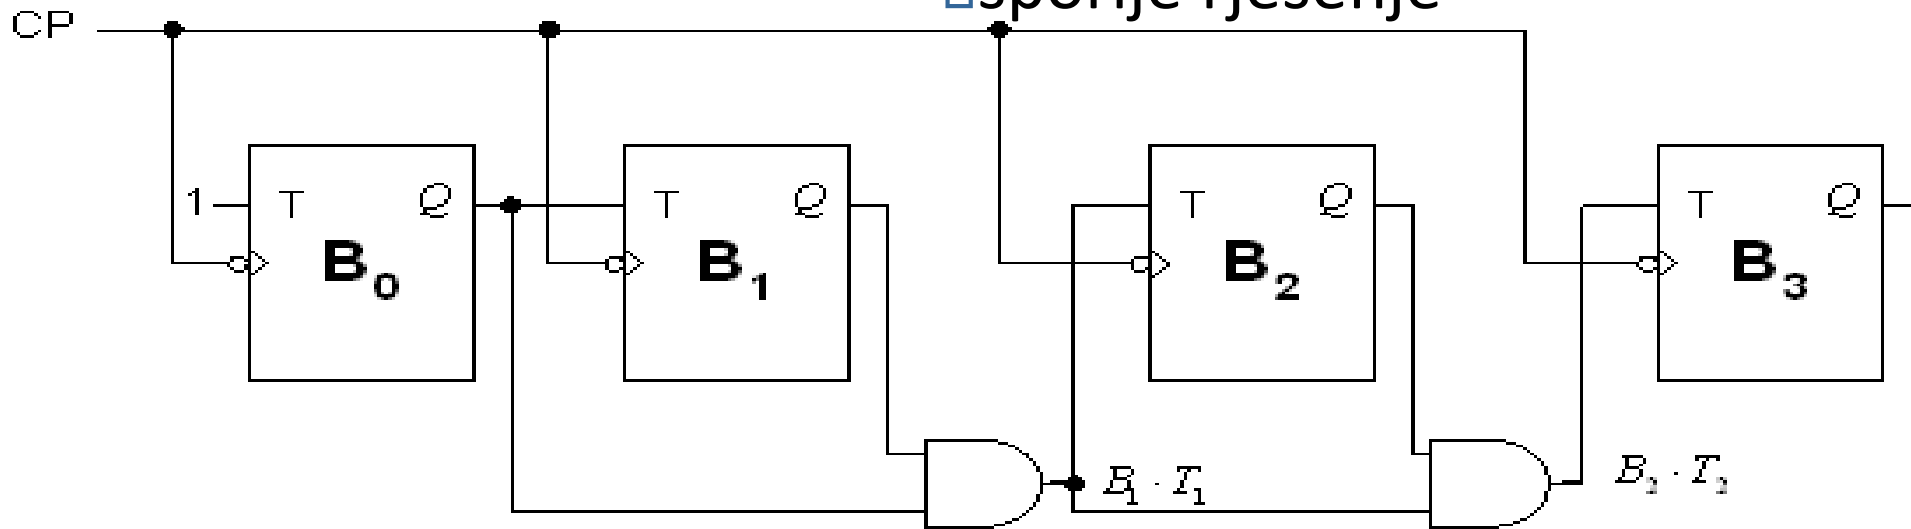 sporije rješenje
CP
1 T Q T Q T Q T Q
B0 B1 B2 B3
B1 · T1 B2 · T2